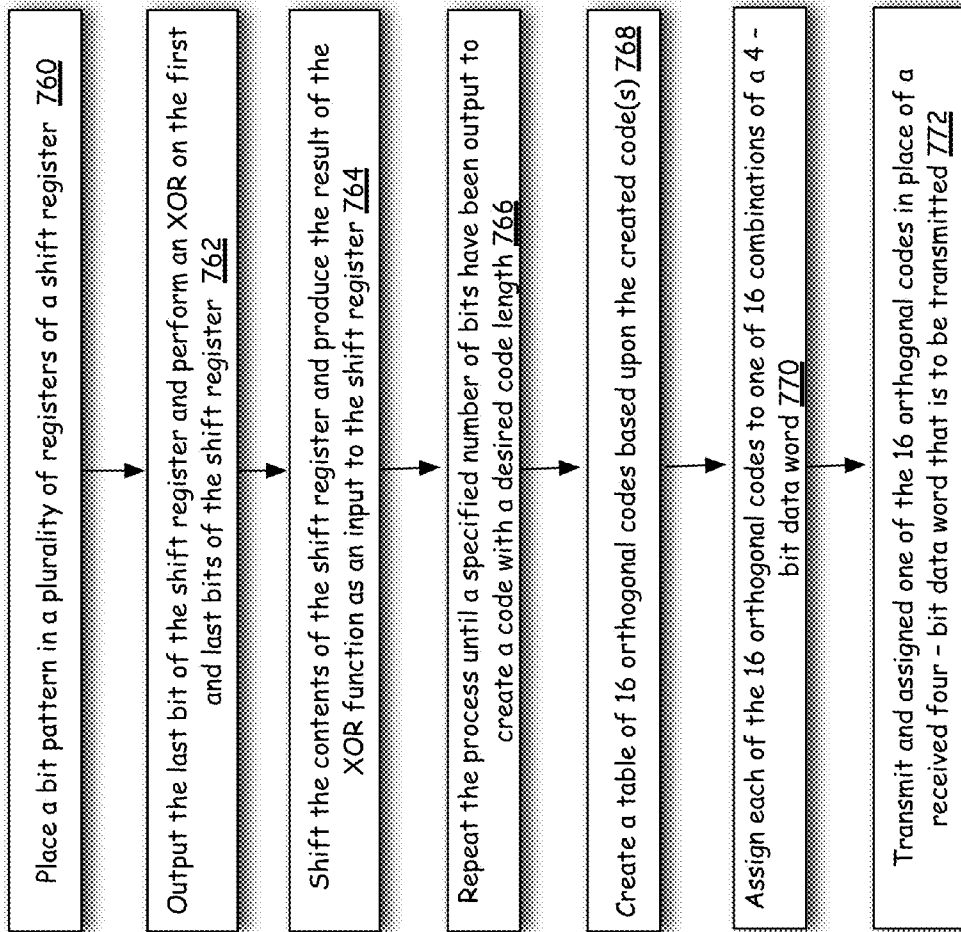 Place a bit pattern in a plurality of registers of a shift register 760
Output the last bit of the shift register and perform an XOR on the first
and last bits of the shift register 762
Shift the contents of the shift register and produce the result of the
XOR function as an input to the shift register 764
Repeat the process until a specified number of bits have been output to
create a code with a desired code length 766
Create a table of 16 orthogonal codes based upon the created code(s) 768
Assign each of the 16 orthogonal codes to one of 16 combinations of a 4 -
bit data word 770
Transmit and assigned one of the 16 orthogonal codes in place of a
received four - bit data word that is to be transmitted 772